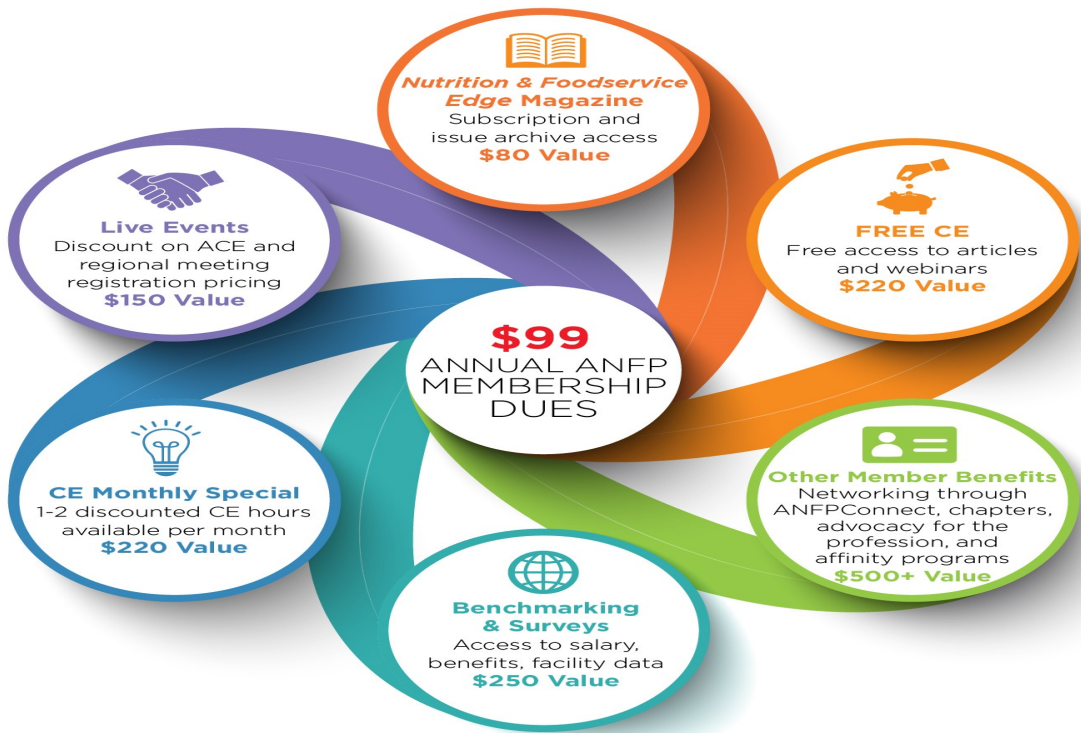 Nutrition & Foodservice
Edge Magazine
Subscription and
issue archive access
$80 Value
FREE CE
Free access to articles
and webinars
$220 Value
Other Member Benefits
Networking through
ANFPConnect, chapters,
advocacy for the
profession, and
affinity programs
$500+ Value
Benchmarking
& Surveys
Access to salary,
benefits, facility data
$250 Value
CE Monthly Special
1-2 discounted CE hours
available per month
$220 Value
Live Events
Discount on ACE and
regional meeting
registration pricing
$150 Value
$99
ANNUAL ANFP
MEMBERSHIP
DUES